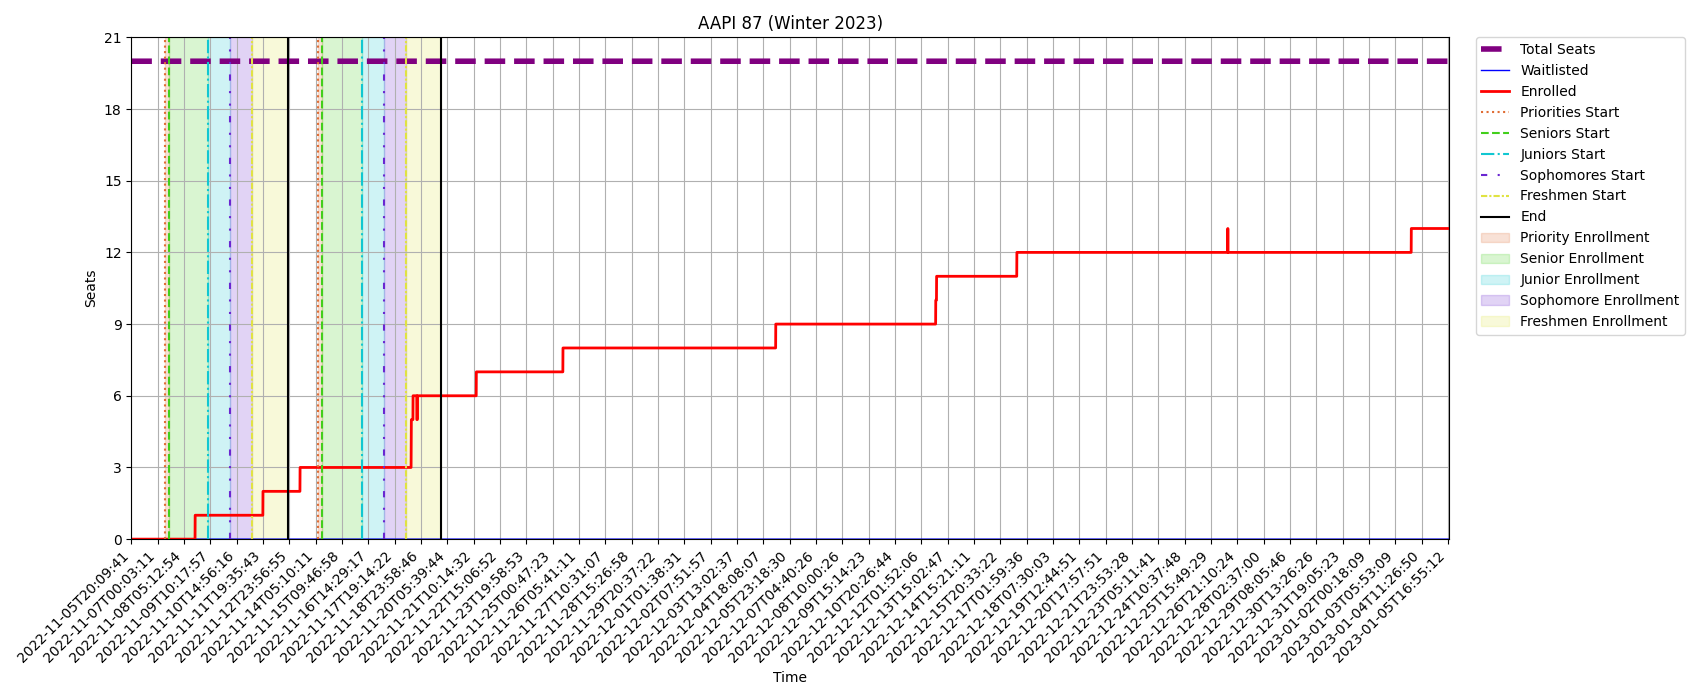 AAPI 87 (Winter 2023)
21
18
15
12
9
6
3
0
Seats
2022-11-05T20:09:41
2022-11-07T00:03:11
2022-11-08T05:12:54
2022-11-09T10:17:57
2022-11-10T14:56:16
2022-11-11T19:35:43
2022-11-12T23:56:55
2022-11-14T05:10:11
2022-11-15T09:46:58
2022-11-16T14:29:17
2022-11-17T19:14:22
2022-11-18T23:58:46
2022-11-20T05:39:44
2022-11-21T10:14:32
2022-11-22T15:06:52
2022-11-23T19:58:53
2022-11-25T00:47:23
2022-11-26T05:41:11
2022-11-27T10:31:07
2022-11-28T15:26:58
2022-11-29T20:37:22
2022-12-01T01:38:31
2022-12-02T07:51:57
2022-12-03T13:02:37
2022-12-04T18:08:07
2022-12-05T23:18:30
2022-12-07T04:40:26
2022-12-08T10:00:26
2022-12-09T15:14:23
2022-12-10T20:26:44
2022-12-12T01:52:06
2022-12-13T15:02:47
2022-12-14T15:21:11
2022-12-15T20:33:22
2022-12-17T01:59:36
2022-12-18T07:30:03
2022-12-19T12:44:51
2022-12-20T17:57:51
2022-12-21T23:53:28
2022-12-23T05:11:41
2022-12-24T10:37:48
2022-12-25T15:49:29
2022-12-26T21:10:24
2022-12-28T02:37:00
2022-12-29T08:05:46
2022-12-30T13:26:26
2022-12-31T19:05:23
2023-01-02T00:18:09
2023-01-03T05:53:09
2023-01-04T11:26:50
2023-01-05T16:55:12
Time
Total Seats
Waitlisted
Enrolled
Priorities Start
Seniors Start
Juniors Start
Sophomores Start
Freshmen Start
End
Priority Enrollment
Senior Enrollment
Junior Enrollment
Sophomore Enrollment
Freshmen Enrollment